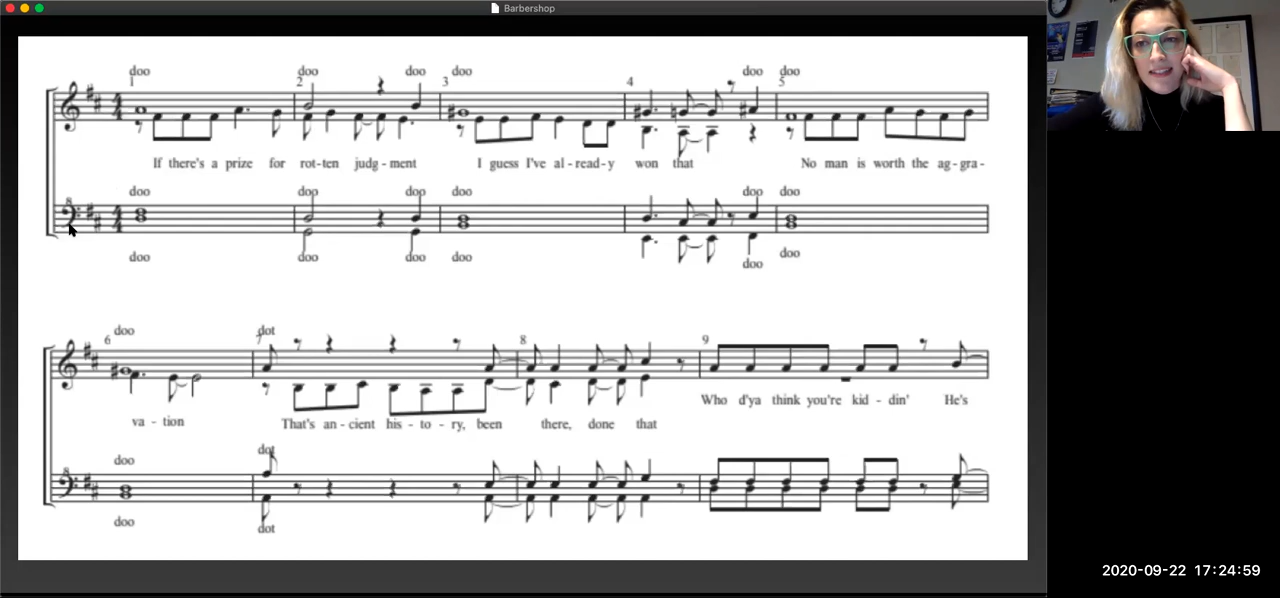 Barbershop
doo doo doo doo doo doo
1 2 3 4 5
If there's a prize for rot-ten judg-ment I guess I've al-read-y won that No man is worth the ag-gra-
doo doo doo doo doo doo
8
doo doo doo doo doo doo
doo dot
6 7 8 9
Who d'ya think you're kid - din' He's
va - tion That's an-cient his - to - ry, been there, done that
doo dot
8
doo dot
2020-09-22 17:24:59